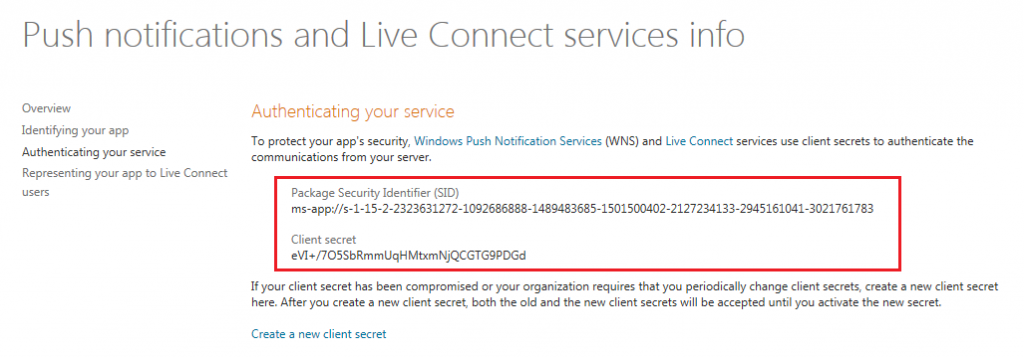 Push notifications and Live Connect services info
Overview
Identifying your app
Authenticating your service
Representing your app to Live Connect
users
Authenticating your service
To protect your app's security, Windows Push Notification Services (WNS) and Live Connect services use client secrets to authenticate the
communications from your server.
Package Security Identifier (SID)
ms-app://s-1-15-2-2323631272-1092686888-1489483685-1501500402-2127234133-2945161041-3021761783
Client secret
eVI+/7O5SbRmmUqHMtxmNjQCGTG9PDGd
If your client secret has been compromised or your organization requires that you periodically change client secrets, create a new client secret
here. After you create a new client secret, both the old and the new client secrets will be accepted until you activate the new secret.
Create a new client secret